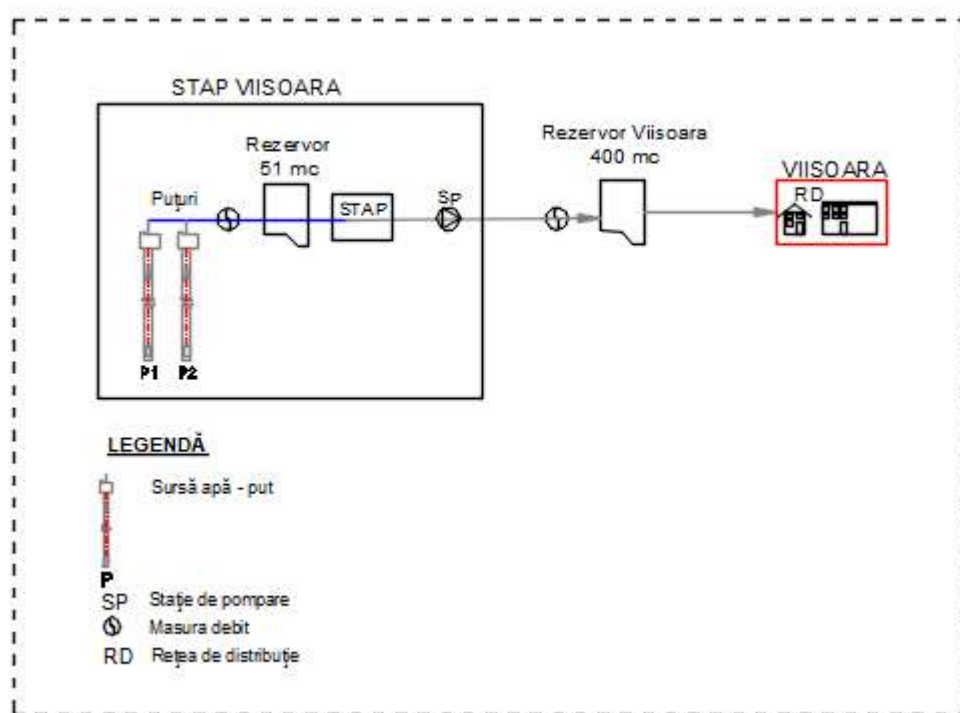 STAP VIISOARA
Rezervor
51 mc
Rezervor Viisoara
400 mc
VIISOARA
RD
Puțuri
STAP
SP
P1 P2
LEGENDĂ
Sursă apă - put
P
SP Stație de pompare
Masura debit
RD Rețea de distribuție